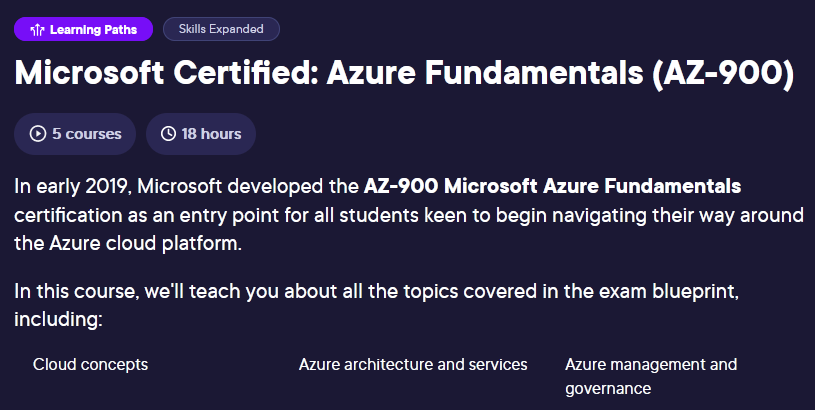 Learning Paths
Skills Expanded
Microsoft Certified: Azure Fundamentals (AZ-900)
5 courses
18 hours
In early 2019, Microsoft developed the AZ-900 Microsoft Azure Fundamentals
certification as an entry point for all students keen to begin navigating their way around
the Azure cloud platform.
In this course, we'll teach you about all the topics covered in the exam blueprint,
including:
Cloud concepts
Azure architecture and services
Azure management and
governance